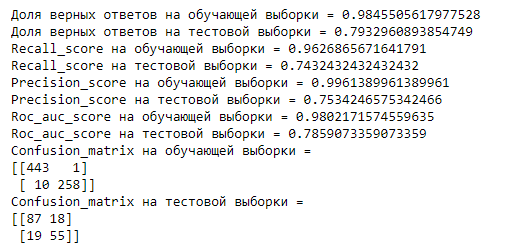 Доля верных ответов на обучающей выборки = 0.9845505617977528
Доля верных ответов на тестовой выборки = 0.7932960893854749
Recall_score на обучающей выборки = 0.9626865671641791
Recall_score на тестовой выборки = 0.7432432432432432
Precision_score на обучающей выборки = 0.9961389961389961
Precision_score на тестовой выборки = 0.7534246575342466
Roc_auc_score на обучающей выборки = 0.9802171574559635
Roc_auc_score на тестовой выборки = 0.7859073359073359
Confusion_matrix на обучающей выборки =
[[443   1]
 [ 10 258]]
Confusion_matrix на тестовой выборки =
[[87 18]
 [19 55]]